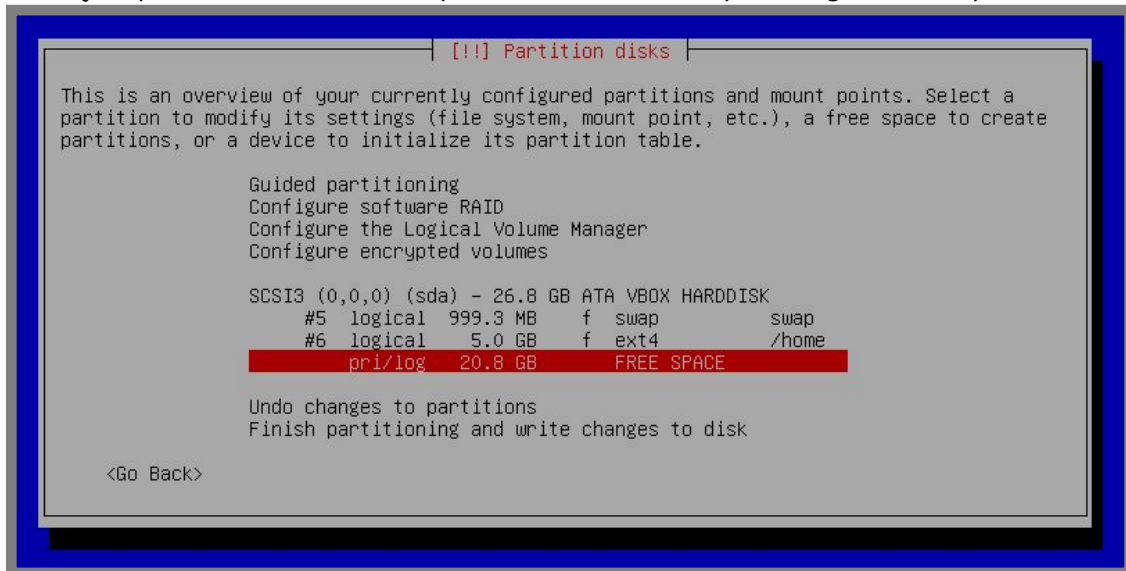 [!!] Partition disks
This is an overview of your currently configured partitions and mount points. Select a
partition to modify its settings (file system, mount point, etc.), a free space to create
partitions, or a device to initialize its partition table.
Guided partitioning
Configure software RAID
Configure the Logical Volume Manager
Configure encrypted volumes
SCSI3 (0,0,0) (sda) - 26.8 GB ATA VBOX HARDDISK
#5 logical 999.3 MB f swap swap
#6 logical 5.0 GB f ext4 /home
pri/log 20.8 GB FREE SPACE
Undo changes to partitions
Finish partitioning and write changes to disk
<Go Back>